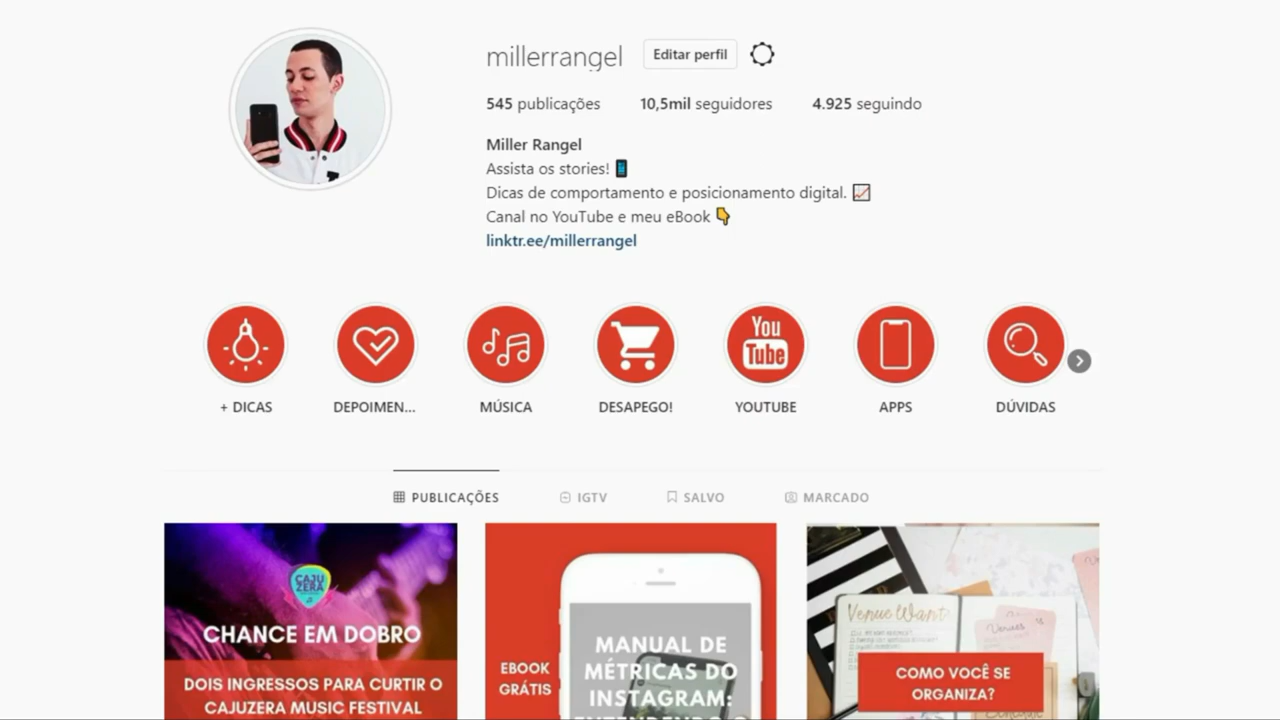 millerrangel
Editar perfil
545 publicações 10,5mil seguidores 4.925 seguindo
Miller Rangel
Assista os stories!
Dicas de comportamento e posicionamento digital.
Canal no YouTube e meu eBook
linktr.ee/millerrangel
You
Tube
+ DICAS DEPOIMEN... MÚSICA DESAPEGO! YOUTUBE APPS DÚVIDAS
PUBLICAÇÕES IGTV SALVO MARCADO
CAJU
ZERA
CHANCE EM DOBRO
DOIS INGRESSOS PARA CURTIR O
CAJUZERA MUSIC FESTIVAL
EBOOK
GRÁTIS
MANUAL DE
MÉTRICAS DO
INSTAGRAM:
Venue Want
COMO VOCÊ SE
ORGANIZA?